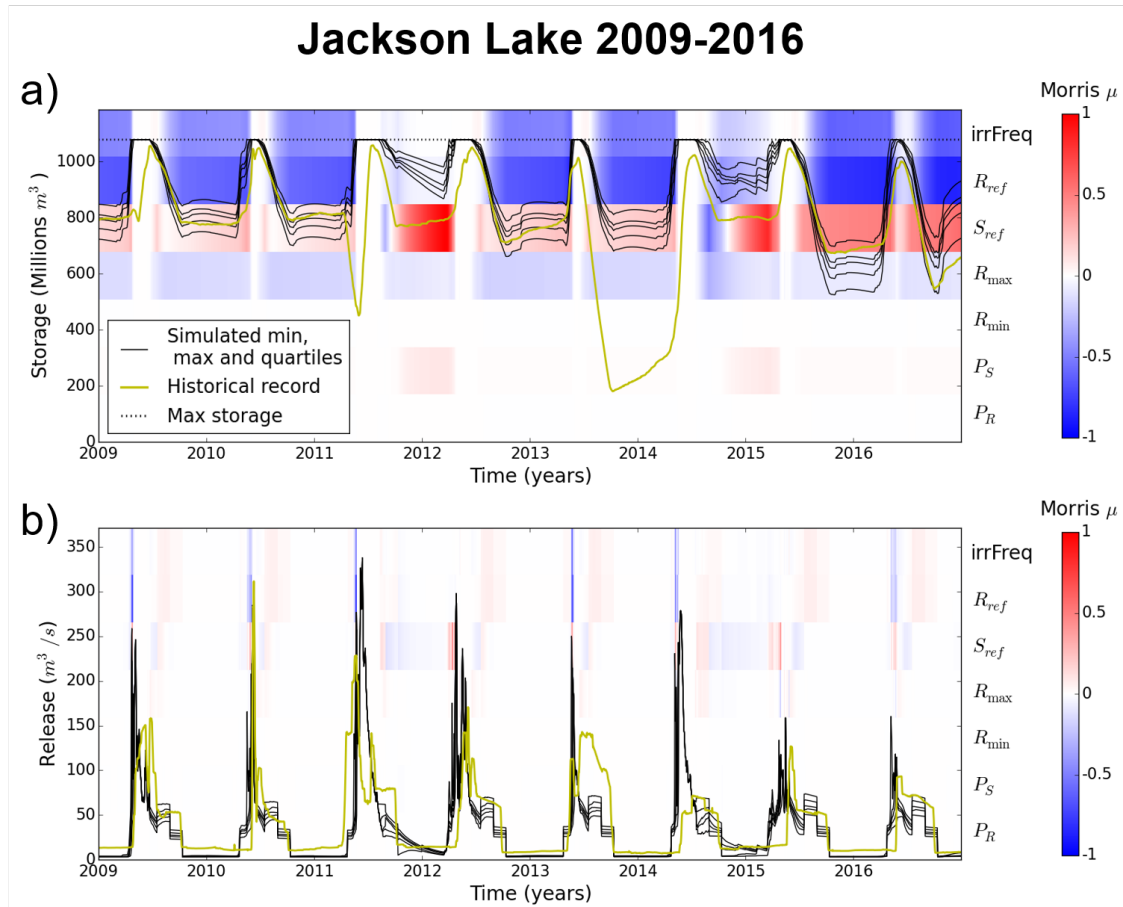 Jackson Lake 2009-2016
a)
Morris μ
Storage (Millions m³)
1000
800
600
400
200
0
irrFreq
R_ref
S_ref
R_max
R_min
P_S
P_R
1
0.5
0
-0.5
-1
Simulated min,
max and quartiles
Historical record
Max storage
2009 2010 2011 2012 2013 2014 2015 2016
Time (years)
b)
Morris μ
Release (m³/s)
350
300
250
200
150
100
50
0
irrFreq
R_ref
S_ref
R_max
R_min
P_S
P_R
1
0.5
0
-0.5
-1
2009 2010 2011 2012 2013 2014 2015 2016
Time (years)